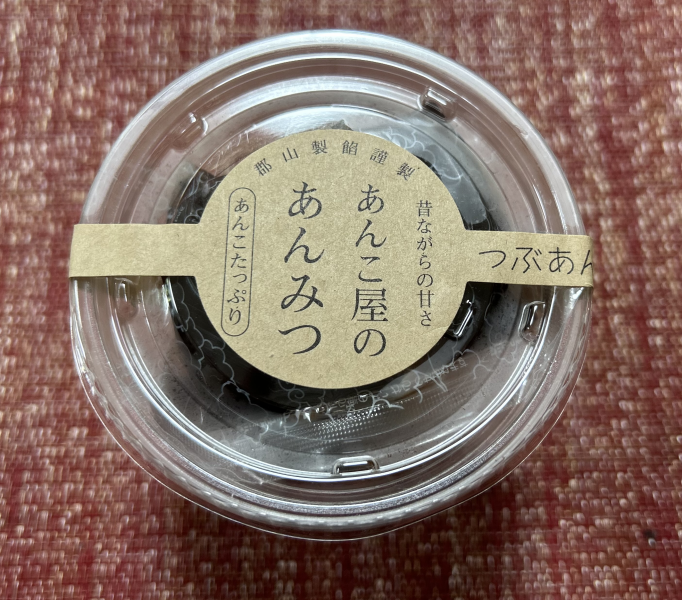 郡山製餡謹製
昔ながらの甘さ
あんこ屋の
あんみつ
あんこたっぷり
つぶあん